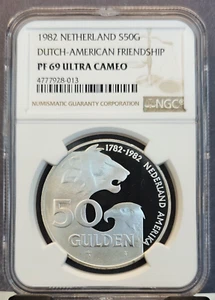 1982 NETHERLAND S50G
DUTCH-AMERICAN FRIENDSHIP
PF 69 ULTRA CAMEO
4777928-013
NUMISMATIC GUARANTY CORPORATION
NGC
1782-1982 NEDERLAND AMERIKA
50
GULDEN